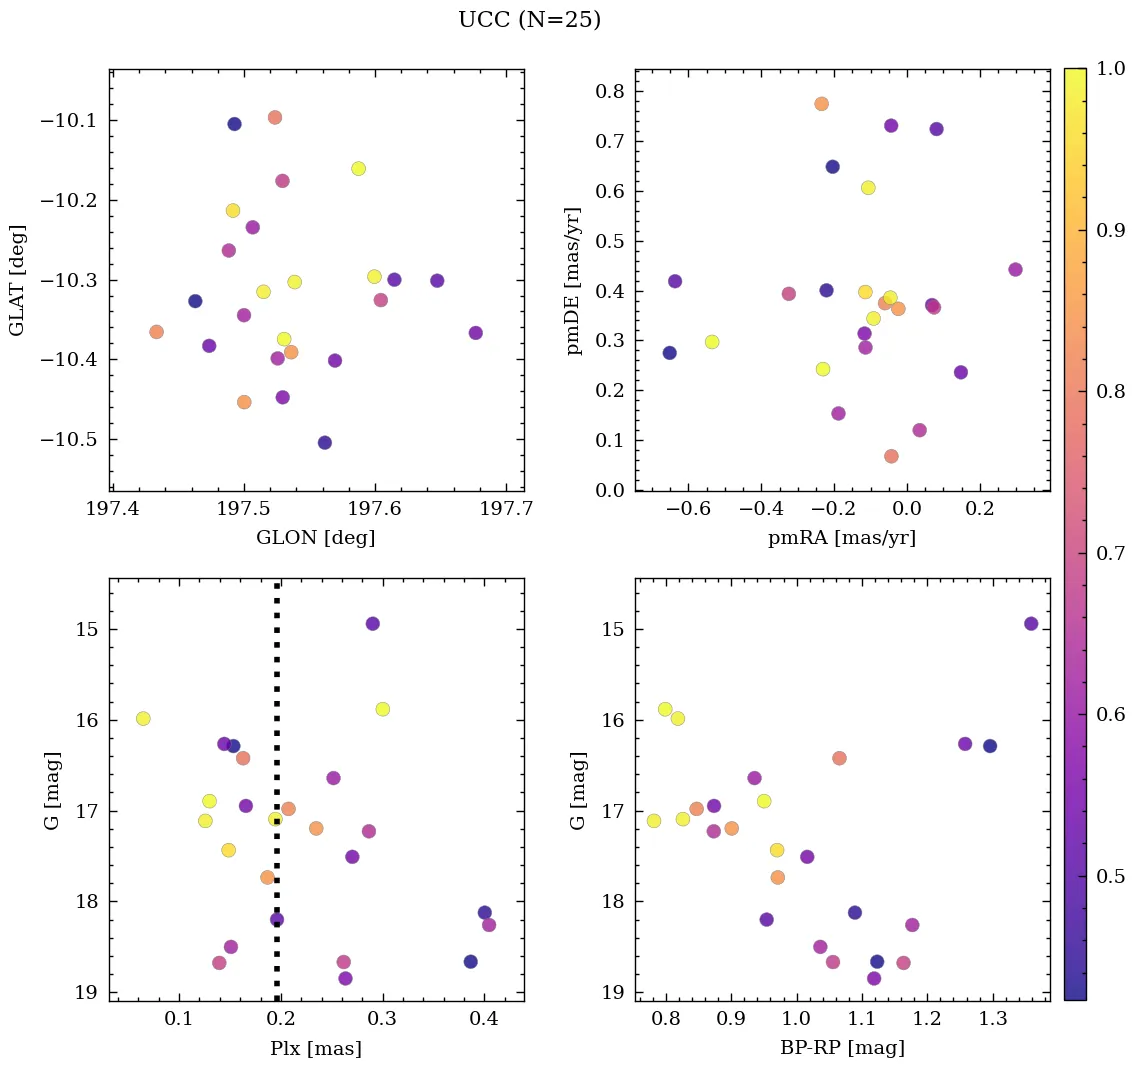 UCC (N=25)
−10.1
−10.2
−10.3
−10.4
−10.5
GLAT [deg]
197.4 197.5 197.6 197.7
GLON [deg]
0.8
0.7
0.6
0.5
0.4
0.3
0.2
0.1
0.0
pmDE [mas/yr]
−0.6 −0.4 −0.2 0.0 0.2
pmRA [mas/yr]
15
16
17
18
19
G [mag]
0.1 0.2 0.3 0.4
Plx [mas]
15
16
17
18
19
G [mag]
0.8 0.9 1.0 1.1 1.2 1.3
BP-RP [mag]
1.0
0.9
0.8
0.7
0.6
0.5